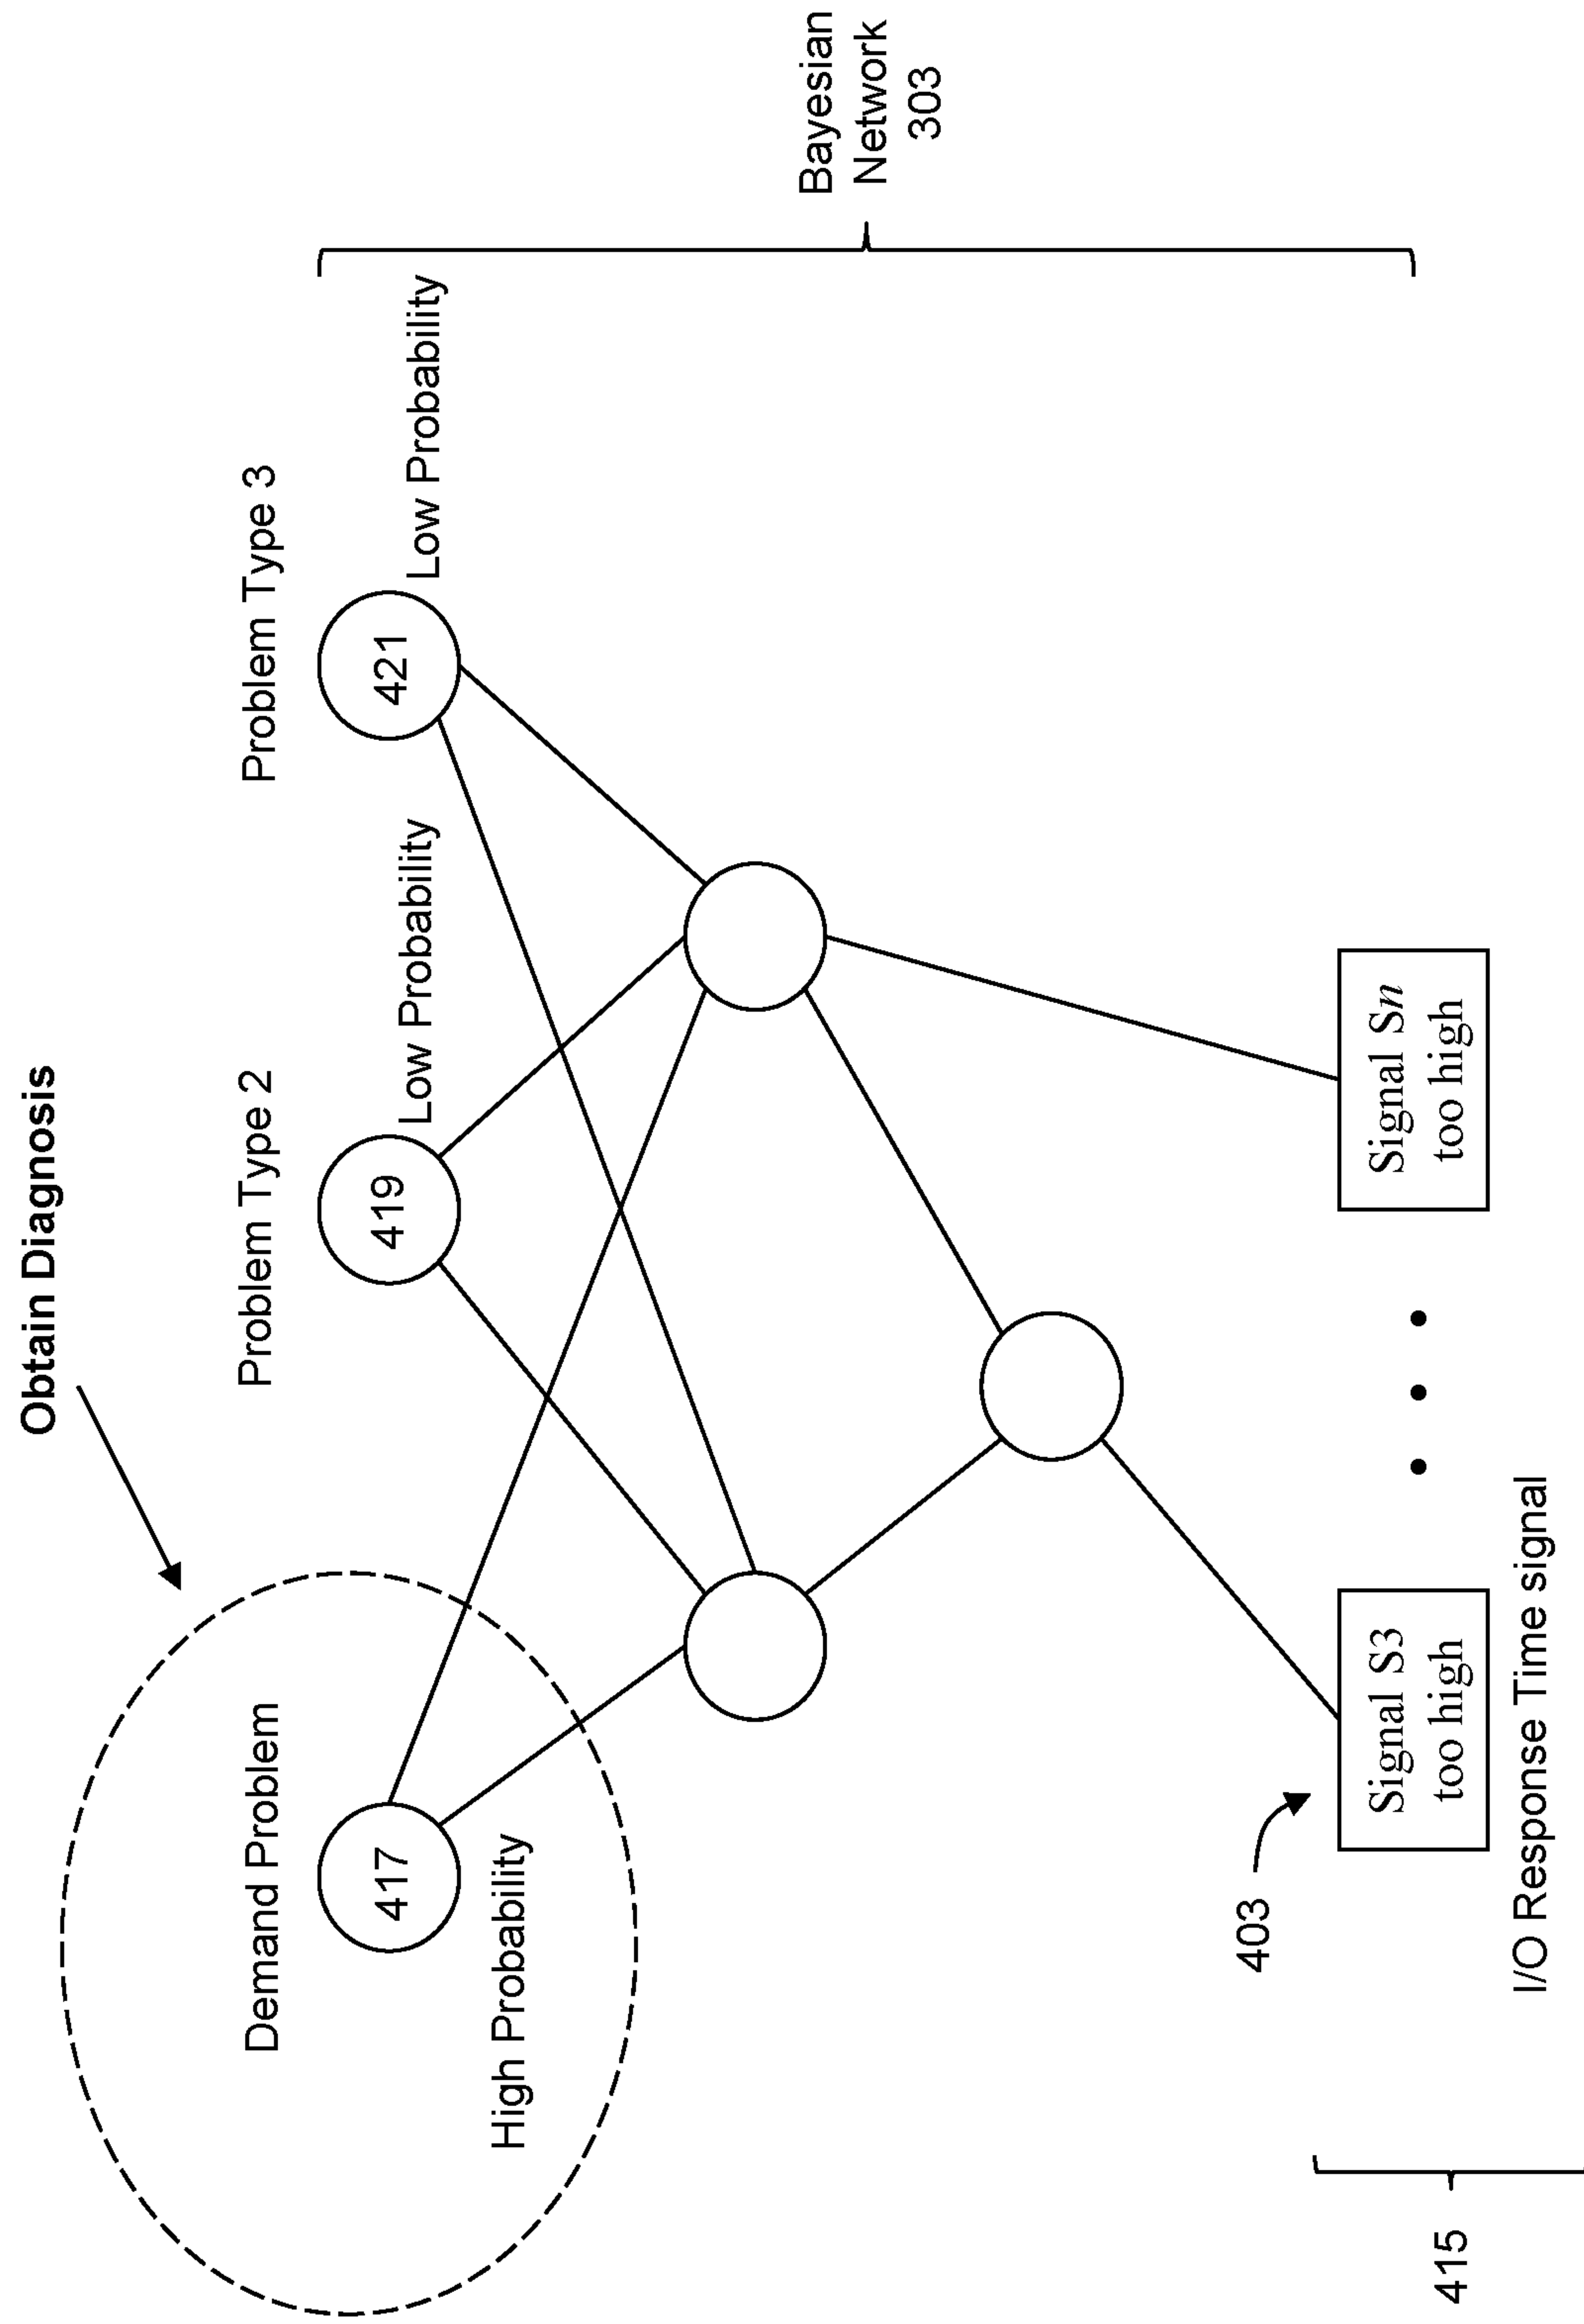 Obtain Diagnosis
Demand Problem
Problem Type 2
Problem Type 3
417
419
421
High Probability
Low Probability
Low Probability
Bayesian
Network
303
403
Signal S3
too high
Signal Sn
too high
415
I/O Response Time signal